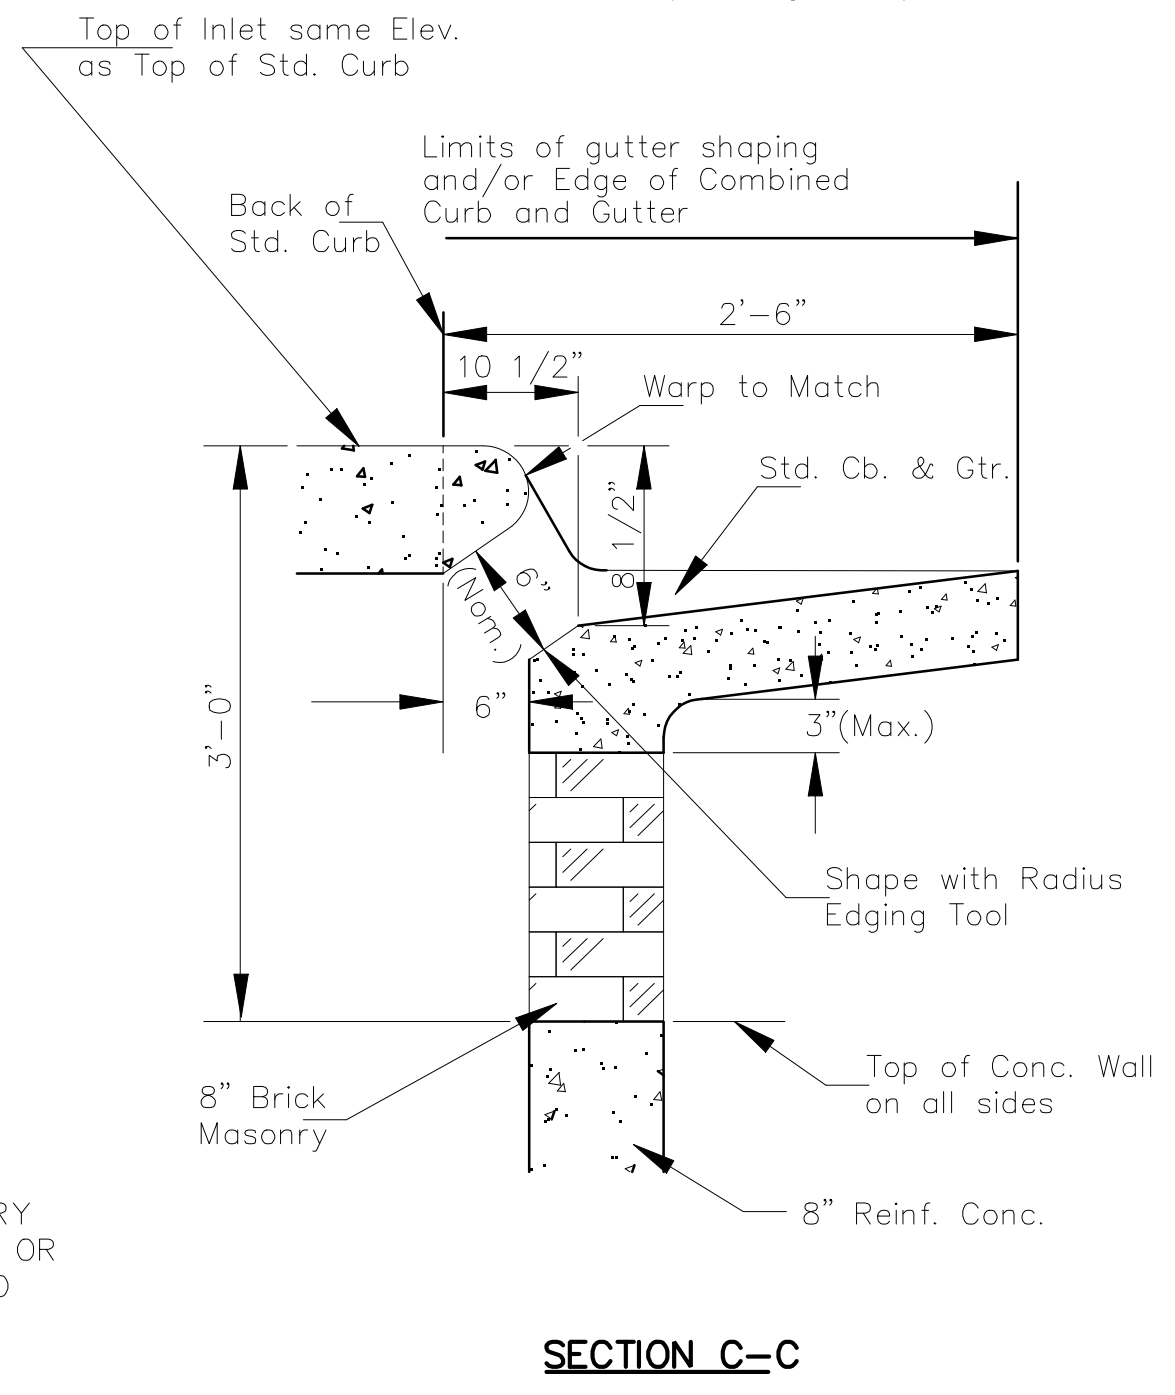 Top of Inlet same Elev.
as Top of Std. Curb
Limits of gutter shaping
and/or Edge of Combined
Curb and Gutter
Back of
Std. Curb
2'-6"
10 1/2"
Warp to Match
Std. Cb. & Gtr.
8 1/2"
6"
(Nom.)
3'-0"
6"
3"(Max.)
Shape with Radius
Edging Tool
8" Brick
Masonry
Top of Conc. Wall
on all sides
8" Reinf. Conc.
RY
OR
SECTION C-C